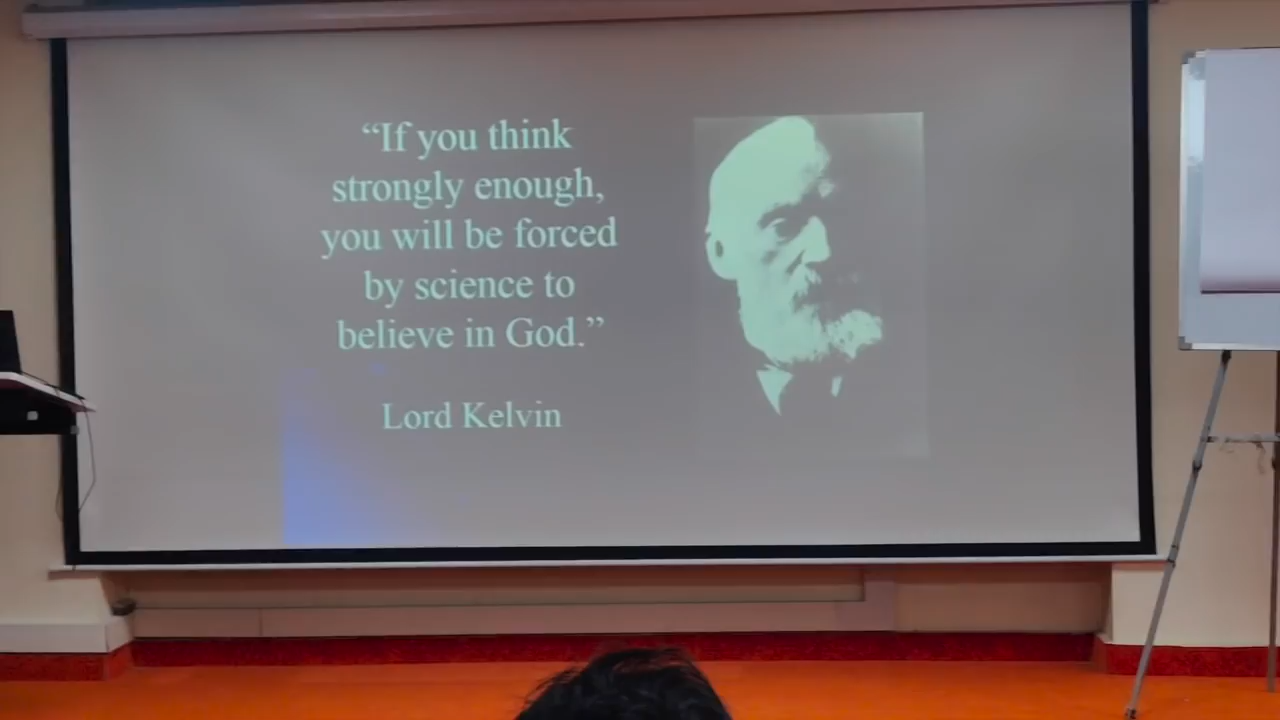 “If you think
strongly enough,
you will be forced
by science to
believe in God.”
Lord Kelvin